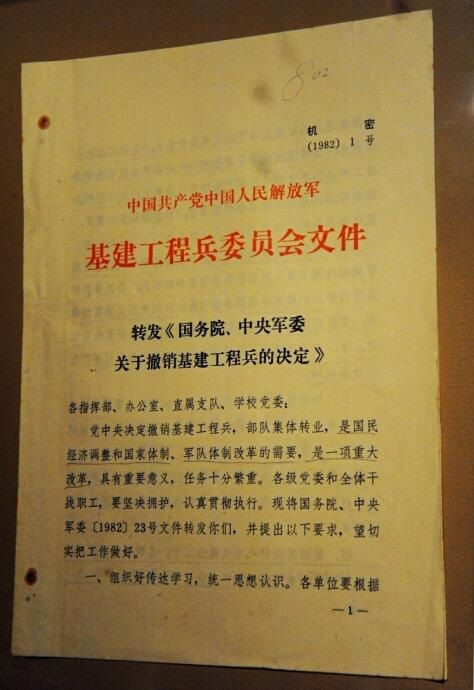 802
机 密
(1982) 1 号
中国共产党中国人民解放军
基建工程兵委员会文件
转发《国务院、中央军委
关于撤销基建工程兵的决定》
各指挥部、办公室、直属支队、学校党委：
党中央决定撤销基建工程兵，部队集体转业，是国民
经济调整和国家体制、军队体制改革的需要，是一项重大
改革，具有重要意义，任务十分繁重。各级党委和全体干
战职工，要坚决拥护，认真贯彻执行。现将国务院、中央
军委〔1982〕23号文件转发你们，并提出以下要求，望切
实把工作做好。
一、组织好传达学习，统一思想认识。各单位要根据
—1—